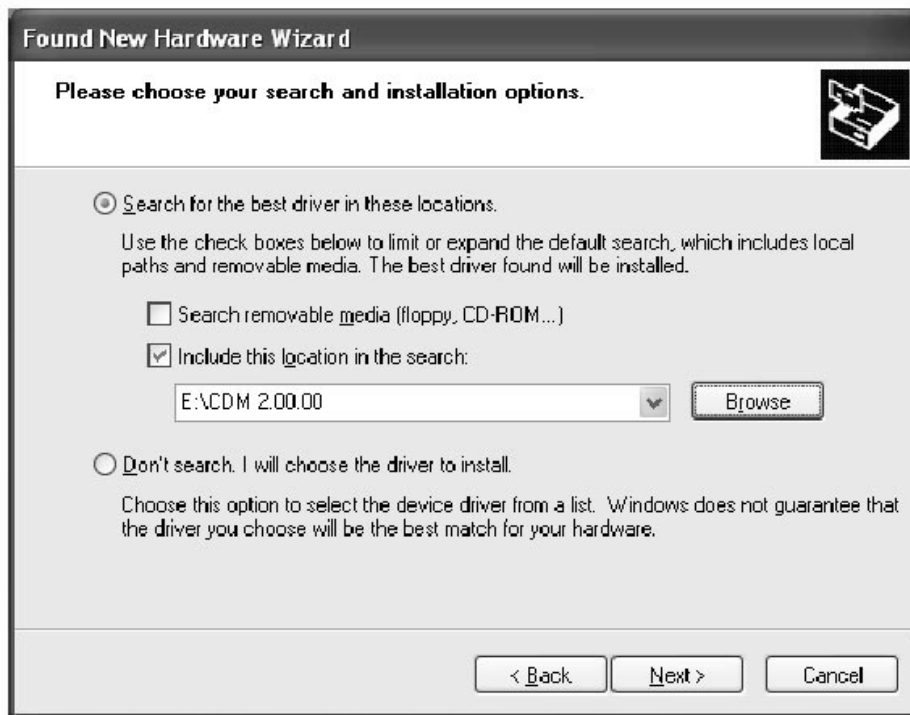 Found New Hardware Wizard
Please choose your search and installation options.
Search for the best driver in these locations.
Use the check boxes below to limit or expand the default search, which includes local
paths and removable media. The best driver found will be installed.
Search removable media (floppy, CD-ROM...)
Include this location in the search:
E:\CDM 2.00.00
Browse
Don't search. I will choose the driver to install.
Choose this option to select the device driver from a list. Windows does not guarantee that
the driver you choose will be the best match for your hardware.
< Back
Next >
Cancel